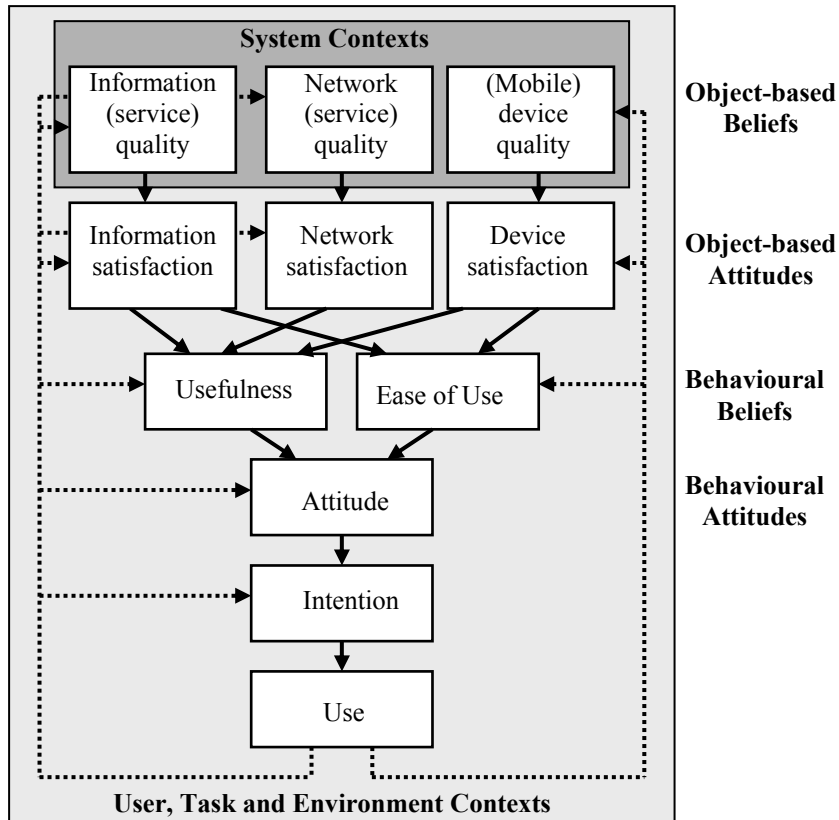 System Contexts
Information
(service)
quality
Network
(service)
quality
(Mobile)
device
quality
Object-based
Beliefs
Information
satisfaction
Network
satisfaction
Device
satisfaction
Object-based
Attitudes
Usefulness
Ease of Use
Behavioural
Beliefs
Attitude
Behavioural
Attitudes
Intention
Use
User, Task and Environment Contexts